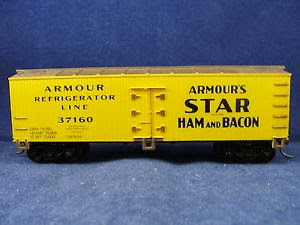 ARMOUR
REFRIGERATOR
LINE
37160
ARMOUR'S
STAR
HAM AND BACON